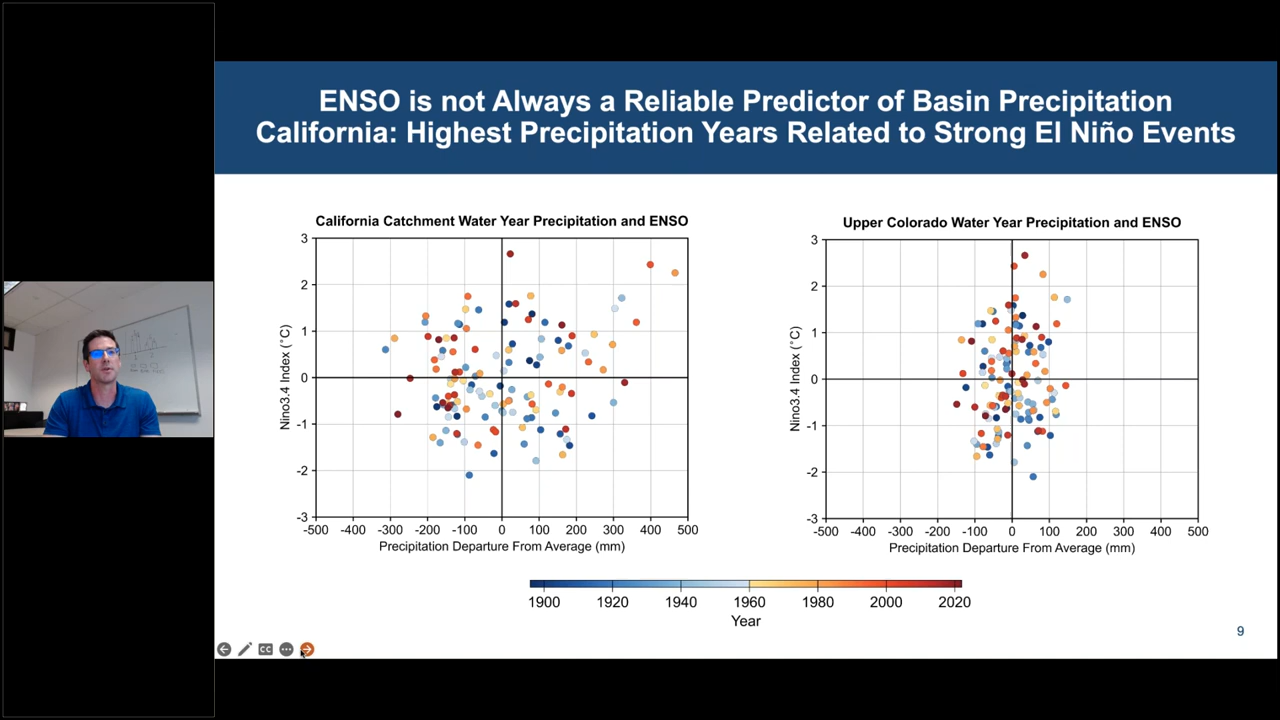 ENSO is not Always a Reliable Predictor of Basin Precipitation
California: Highest Precipitation Years Related to Strong El Niño Events
California Catchment Water Year Precipitation and ENSO
3
2
1
0
-1
-2
-3
Nino3.4 Index (°C)
-500 -400 -300 -200 -100 0 100 200 300 400 500
Precipitation Departure From Average (mm)
Upper Colorado Water Year Precipitation and ENSO
3
2
1
0
-1
-2
-3
Nino3.4 Index (°C)
-500 -400 -300 -200 -100 0 100 200 300 400 500
Precipitation Departure From Average (mm)
1900 1920 1940 1960 1980 2000 2020
Year
9
CC